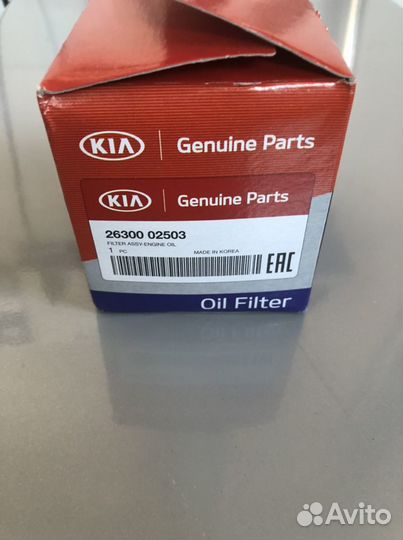 KIA
Genuine Parts
KIA
Genuine Parts
26300 02503
FILTER ASSY-ENGINE OIL
1 PC MADE IN KOREA
EAC
Oil Filter
Avito